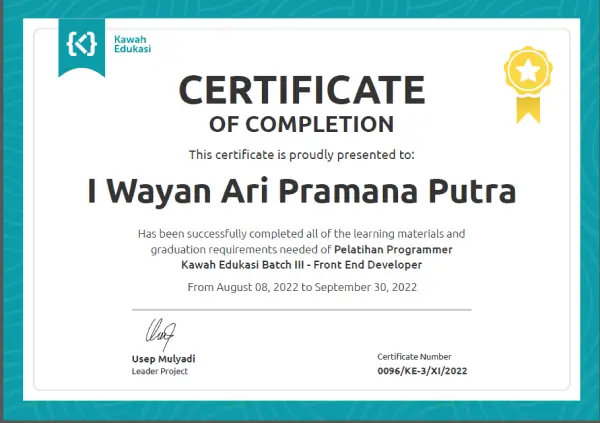 Kawah
Edukasi
CERTIFICATE
OF COMPLETION
This certificate is proudly presented to:
I Wayan Ari Pramana Putra
Has been successfully completed all of the learning materials and
graduation requirements needed of Pelatihan Programmer
Kawah Edukasi Batch III - Front End Developer
From August 08, 2022 to September 30, 2022
Usep Mulyadi
Leader Project
Certificate Number
0096/KE-3/XI/2022